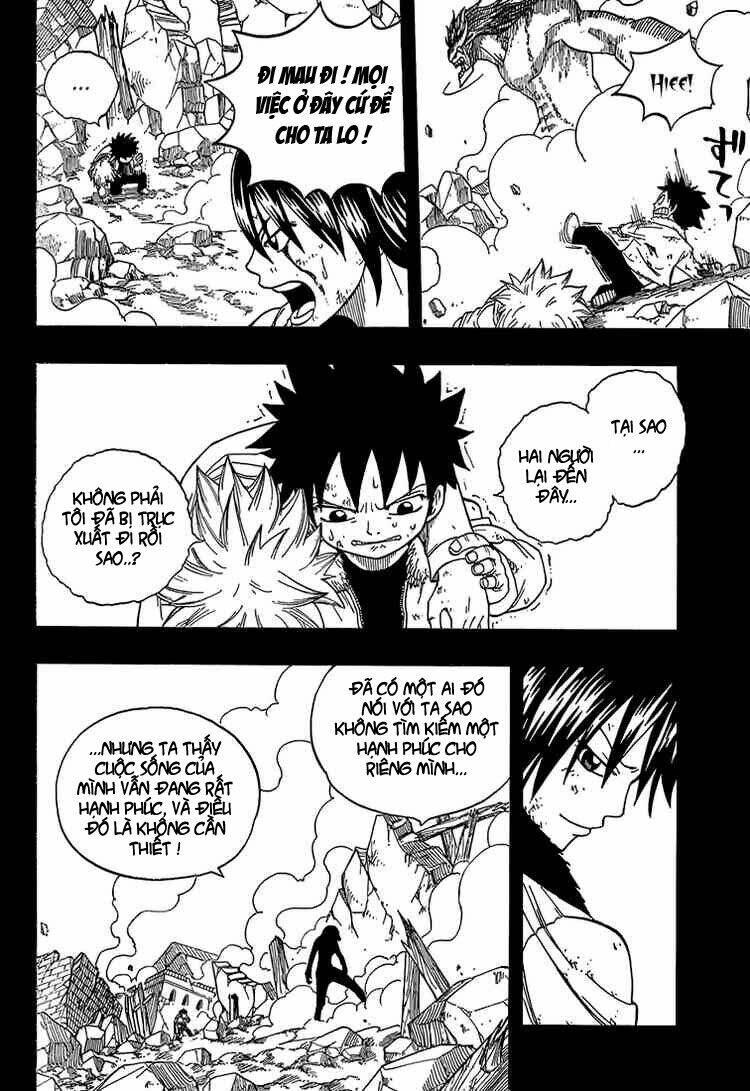 HIEE!
ずてっ
ĐI MAU ĐI ! MỌI
VIỆC Ở ĐÂY CỨ ĐỂ
CHO TA LO !
...
TẠI SAO
...
HAI NGƯỜI
LẠI ĐẾN
ĐÂY...
KHÔNG PHẢI
TÔI ĐÃ BỊ TRỤC
XUẤT ĐI RỒI
SAO..?
ĐÃ CÓ MỘT AI ĐÓ
NÓI VỚI TA SAO
KHÔNG TÌM KIẾM MỘT
HẠNH PHÚC CHO
RIÊNG MÌNH...
...NHƯNG TA THẤY
CUỘC SỐNG CỦA
MÌNH VẪN ĐANG RẤT
HẠNH PHÚC, VÀ ĐIỀU
ĐÓ LÀ KHÔNG CẦN
THIẾT !